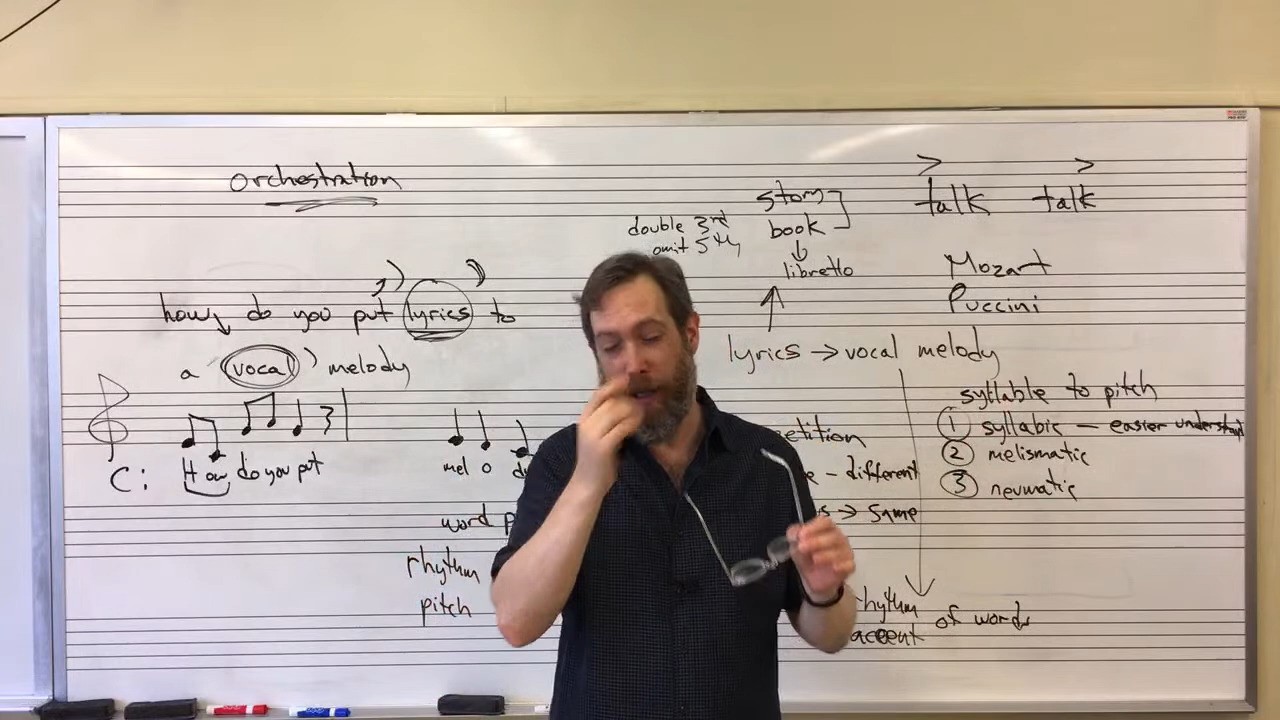 orchestration
how do you put lyrics to
a vocal melody
C: How do you put
mel o
word
rhythm
pitch
double 3rd
omit 5th
story
book
libretto
lyrics → vocal melody
etition
different
→ same
rhythm
accent
of words
talk talk
Mozart
Puccini
syllable to pitch
① syllabic — easier understand
② melismatic
③ neumatic